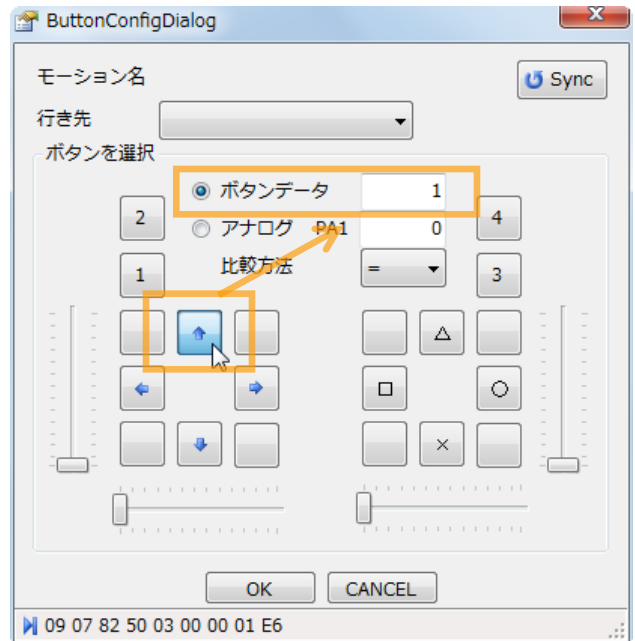 ButtonConfigDialog
モーション名
Sync
行き先
ボタンを選択
ボタンデータ 1
アナログ PA1 0
比較方法 =
2
4
1
3
△
□
○
×
OK CANCEL
09 07 82 50 03 00 00 01 E6